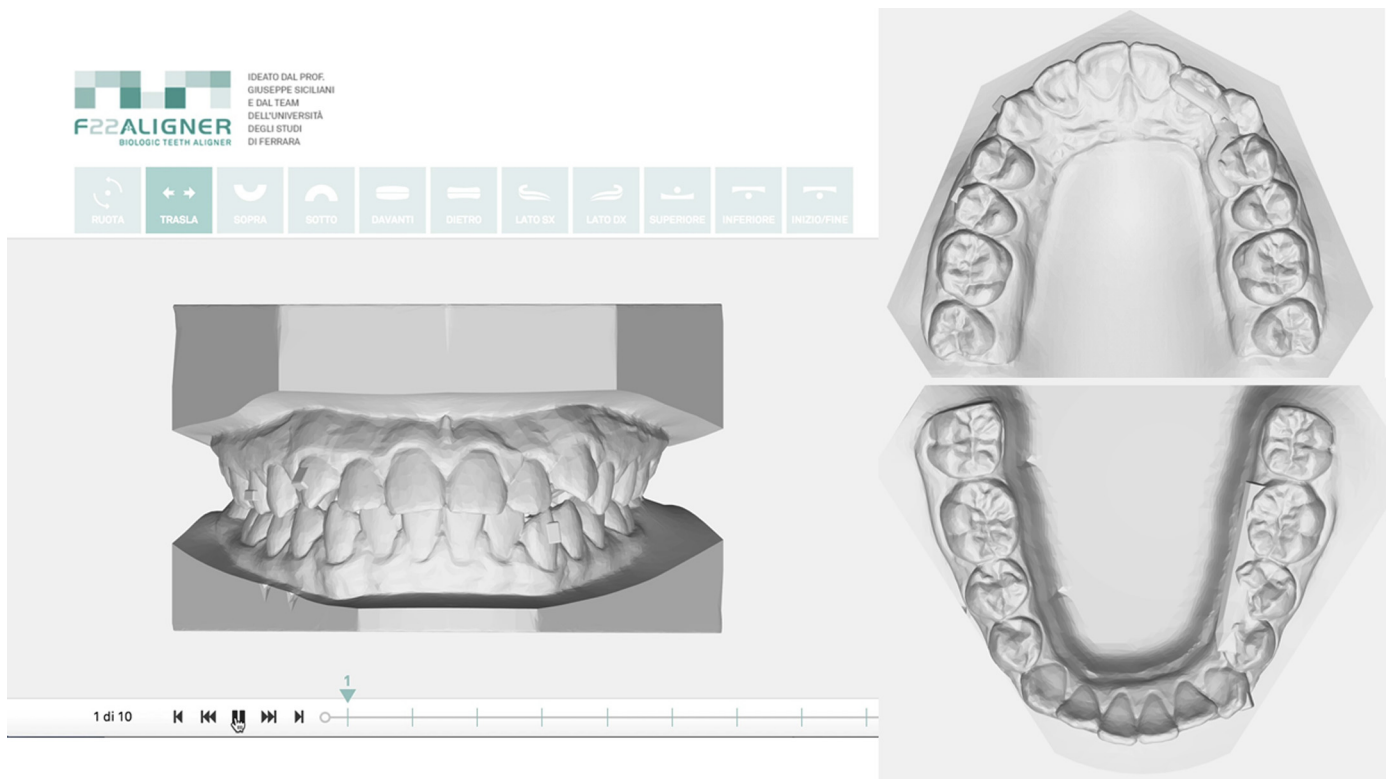 IDEATO DAL PROF.
GIUSEPPE SICILIANI
E DAL TEAM
DELL'UNIVERSITÀ
DEGLI STUDI
DI FERRARA
F22ALIGNER
BIOLOGIC TEETH ALIGNER
RUOTA TRASLA SOPRA SOTTO DAVANTI DIETRO LATO SX LATO DX SUPERIORE INFERIORE INIZIO/FINE
1
1 di 10